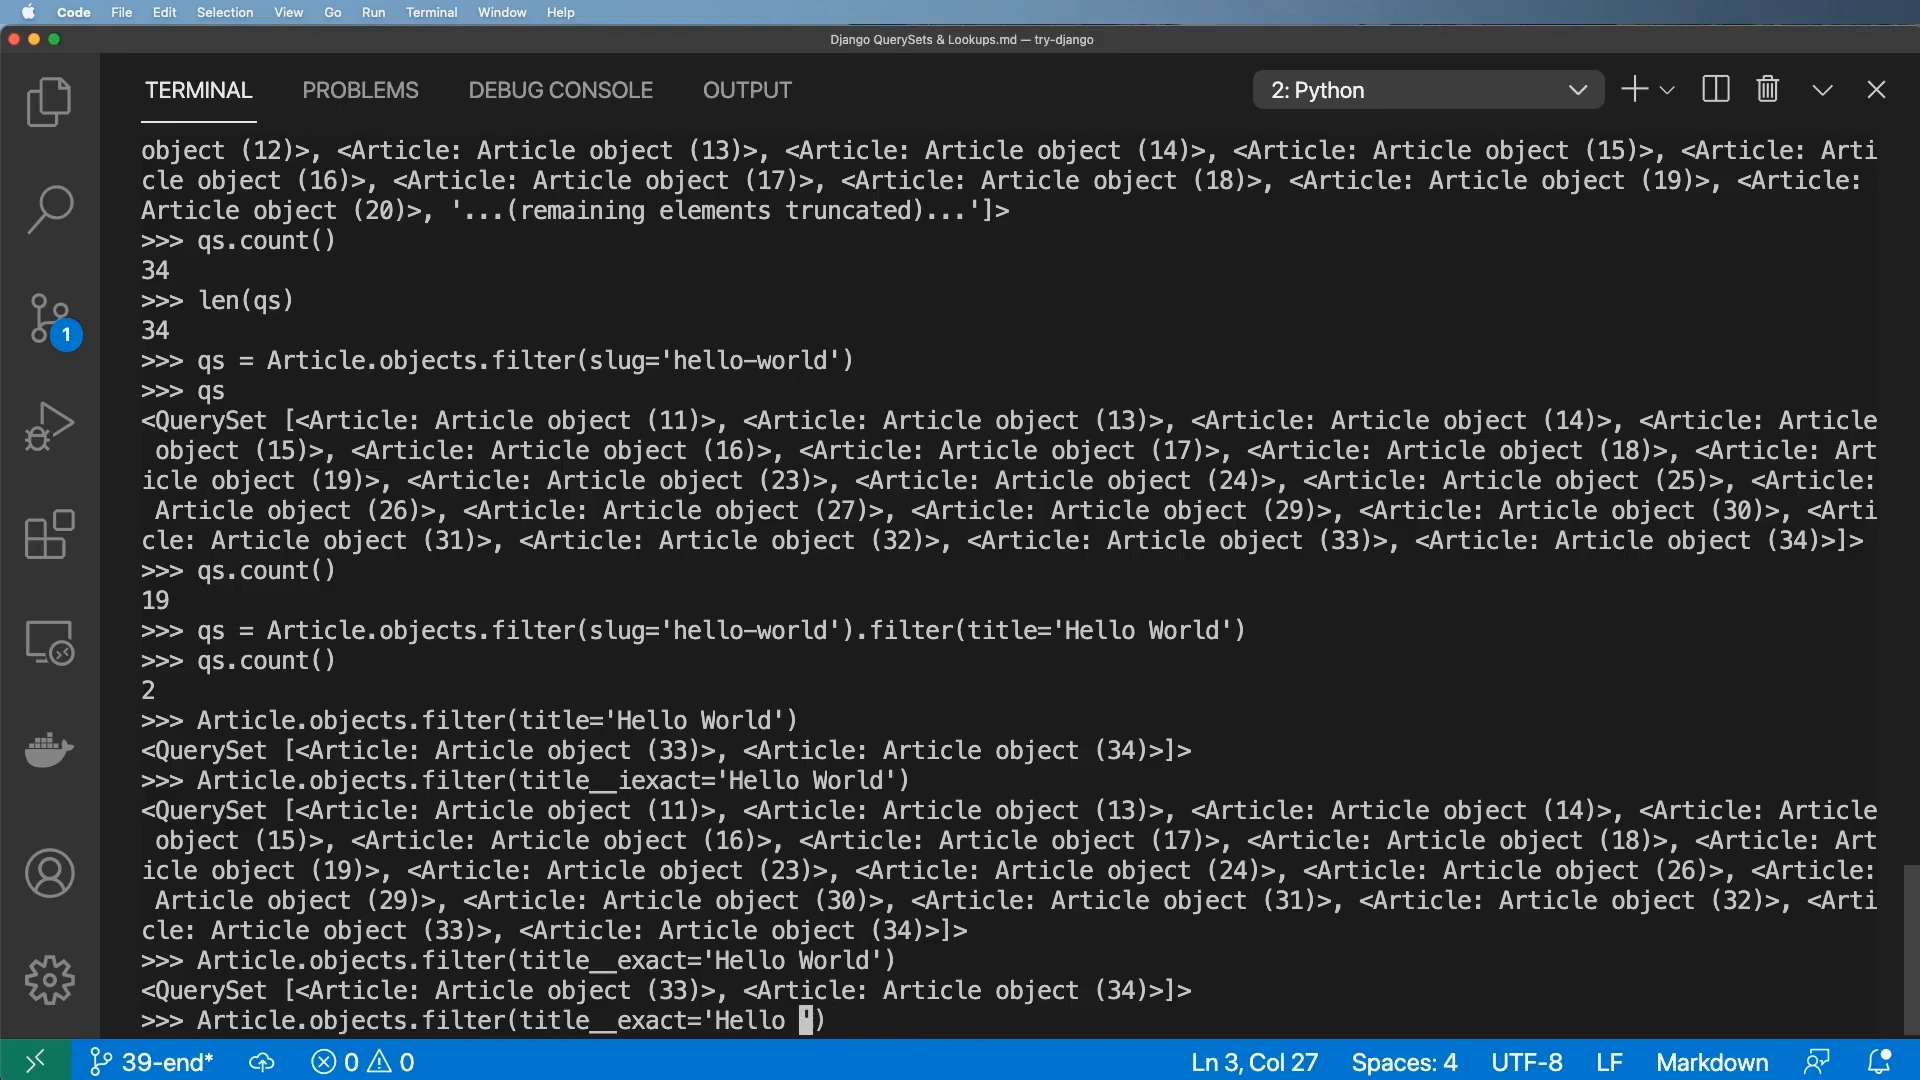 Code File Edit Selection View Go Run Terminal Window Help
Django QuerySets & Lookups.md — try-django
TERMINAL PROBLEMS DEBUG CONSOLE OUTPUT 2: Python
object (12)>, <Article: Article object (13)>, <Article: Article object (14)>, <Article: Article object (15)>, <Article: Arti
cle object (16)>, <Article: Article object (17)>, <Article: Article object (18)>, <Article: Article object (19)>, <Article:
Article object (20)>, '...(remaining elements truncated)...']>
>>> qs.count()
34
>>> len(qs)
34
>>> qs = Article.objects.filter(slug='hello-world')
>>> qs
<QuerySet [<Article: Article object (11)>, <Article: Article object (13)>, <Article: Article object (14)>, <Article: Article
object (15)>, <Article: Article object (16)>, <Article: Article object (17)>, <Article: Article object (18)>, <Article: Art
icle object (19)>, <Article: Article object (23)>, <Article: Article object (24)>, <Article: Article object (25)>, <Article:
Article object (26)>, <Article: Article object (27)>, <Article: Article object (29)>, <Article: Article object (30)>, <Arti
cle: Article object (31)>, <Article: Article object (32)>, <Article: Article object (33)>, <Article: Article object (34)>]>
>>> qs.count()
19
>>> qs = Article.objects.filter(slug='hello-world').filter(title='Hello World')
>>> qs.count()
2
>>> Article.objects.filter(title='Hello World')
<QuerySet [<Article: Article object (33)>, <Article: Article object (34)>]>
>>> Article.objects.filter(title__iexact='Hello World')
<QuerySet [<Article: Article object (11)>, <Article: Article object (13)>, <Article: Article object (14)>, <Article: Article
object (15)>, <Article: Article object (16)>, <Article: Article object (17)>, <Article: Article object (18)>, <Article: Art
icle object (19)>, <Article: Article object (23)>, <Article: Article object (24)>, <Article: Article object (26)>, <Article:
Article object (29)>, <Article: Article object (30)>, <Article: Article object (31)>, <Article: Article object (32)>, <Arti
cle: Article object (33)>, <Article: Article object (34)>]>
>>> Article.objects.filter(title__exact='Hello World')
<QuerySet [<Article: Article object (33)>, <Article: Article object (34)>]>
>>> Article.objects.filter(title__exact='Hello ')
1
39-end* 0 0 Ln 3, Col 27 Spaces: 4 UTF-8 LF Markdown